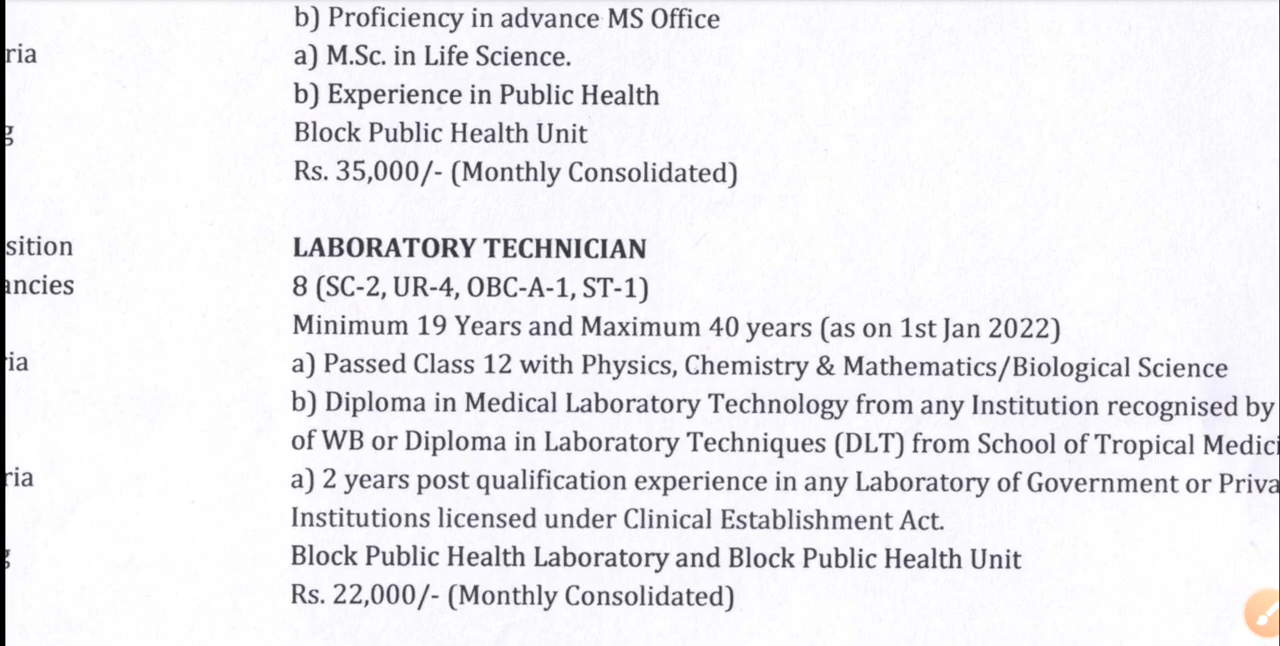 b) Proficiency in advance MS Office
ria a) M.Sc. in Life Science.
b) Experience in Public Health
g Block Public Health Unit
Rs. 35,000/- (Monthly Consolidated)
sition LABORATORY TECHNICIAN
ancies 8 (SC-2, UR-4, OBC-A-1, ST-1)
Minimum 19 Years and Maximum 40 years (as on 1st Jan 2022)
ria a) Passed Class 12 with Physics, Chemistry & Mathematics/Biological Science
b) Diploma in Medical Laboratory Technology from any Institution recognised by
of WB or Diploma in Laboratory Techniques (DLT) from School of Tropical Medici
ria a) 2 years post qualification experience in any Laboratory of Government or Priva
Institutions licensed under Clinical Establishment Act.
g Block Public Health Laboratory and Block Public Health Unit
Rs. 22,000/- (Monthly Consolidated)